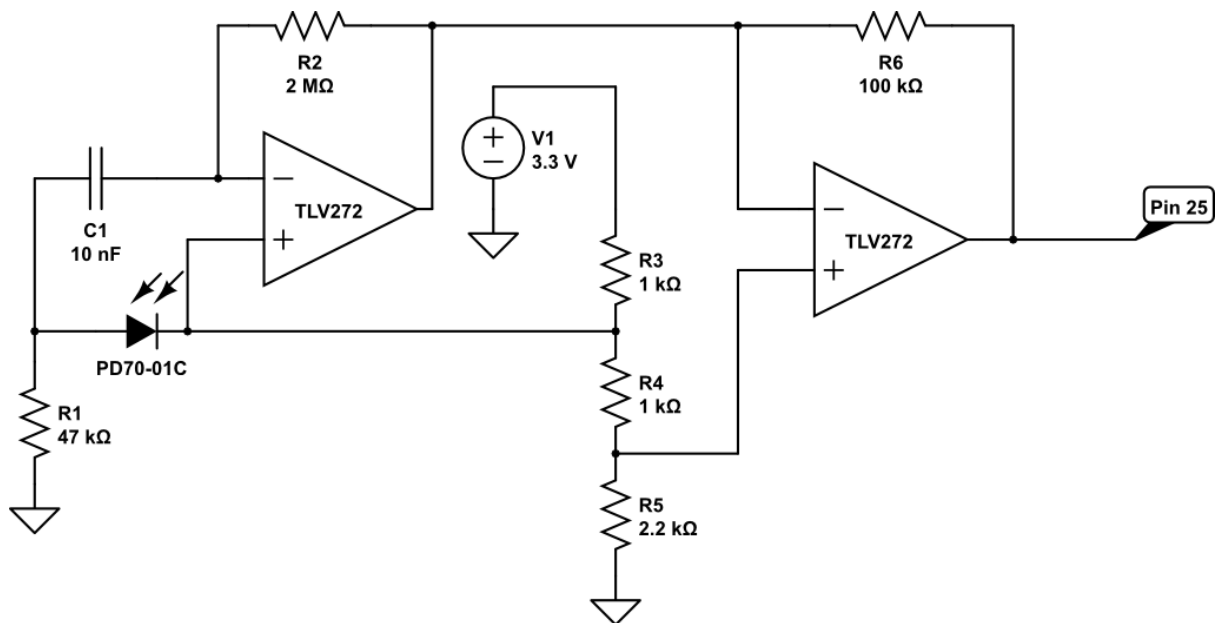 R2
2 MΩ
R6
100 kΩ
+
−
V1
3.3 V
−
+
TLV272
C1
10 nF
−
+
TLV272
Pin 25
R3
1 kΩ
PD70-01C
R4
1 kΩ
R1
47 kΩ
R5
2.2 kΩ